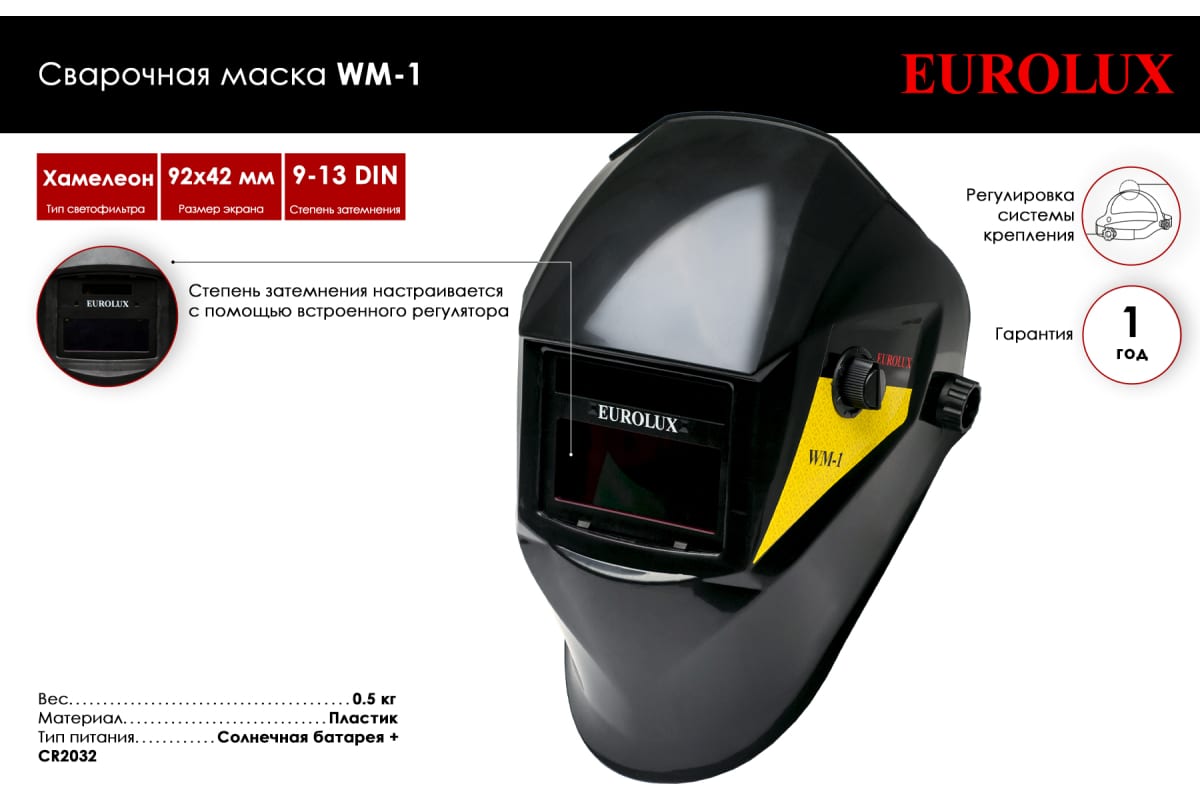 Сварочная маска WM-1
EUROLUX
Хамелеон
Тип светофильтра
92x42 мм
Размер экрана
9-13 DIN
Степень затемнения
EUROLUX
Степень затемнения настраивается
с помощью встроенного регулятора
EUROLUX
EUROLUX
WM-1
Регулировка
системы
крепления
Гарантия
1
год
Вес.................................0.5 кг
Материал........................Пластик
Тип питания............Солнечная батарея +
CR2032